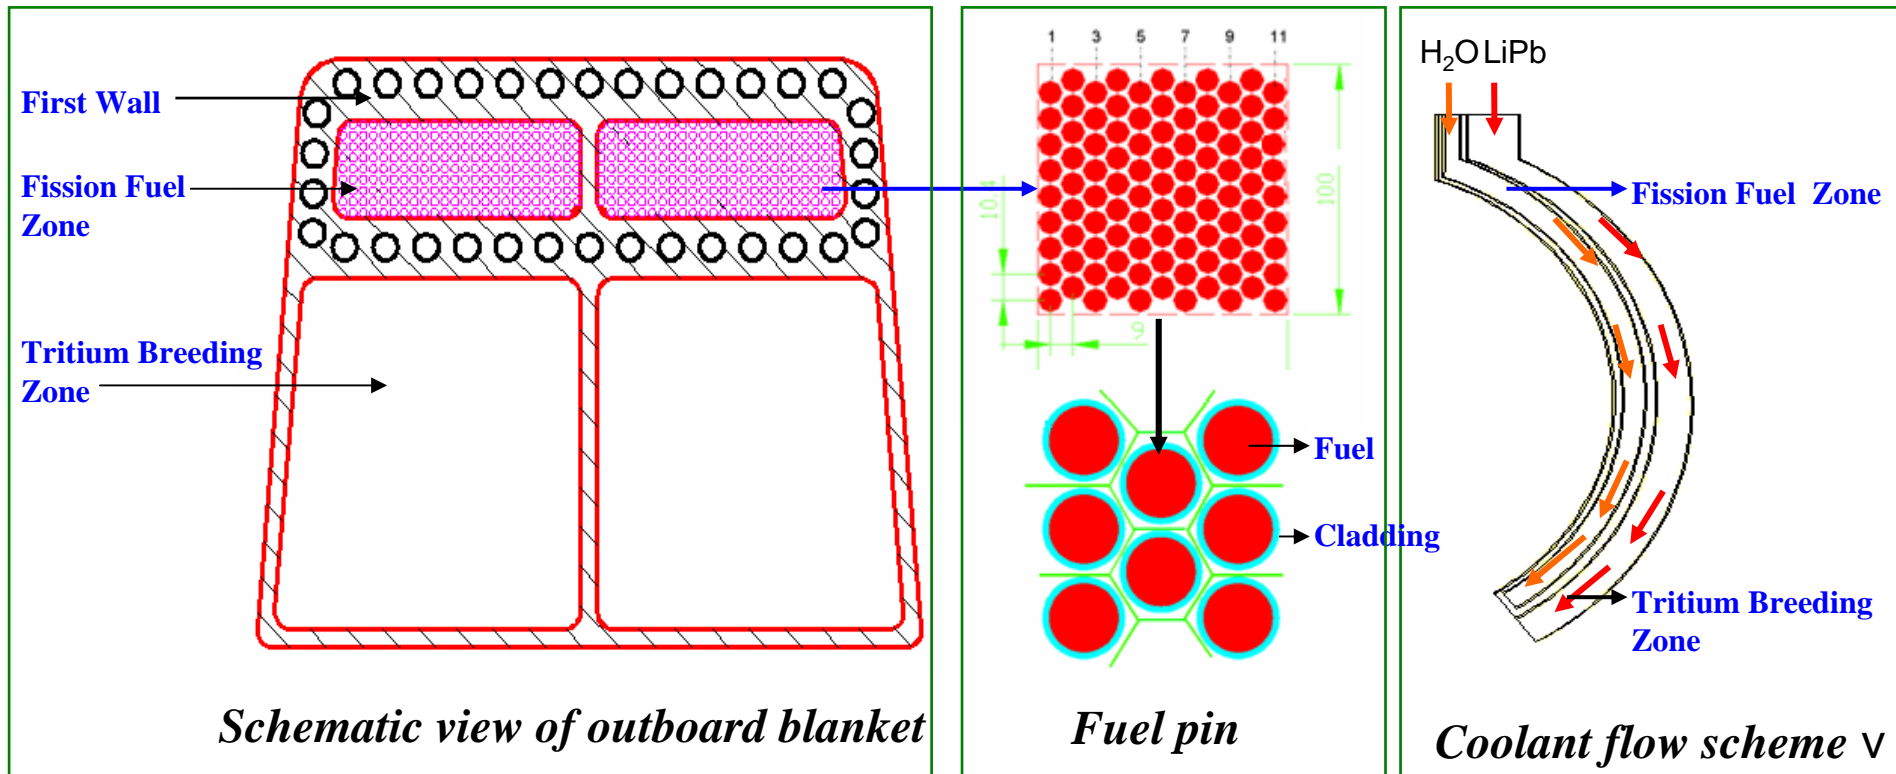 First Wall
Fission Fuel
Zone
Tritium Breeding
Zone
Schematic view of outboard blanket
1 3 5 7 9 11
10.4
100
9
Fuel
Cladding
Fuel pin
H₂O LiPb
Fission Fuel Zone
Tritium Breeding
Zone
Coolant flow scheme V